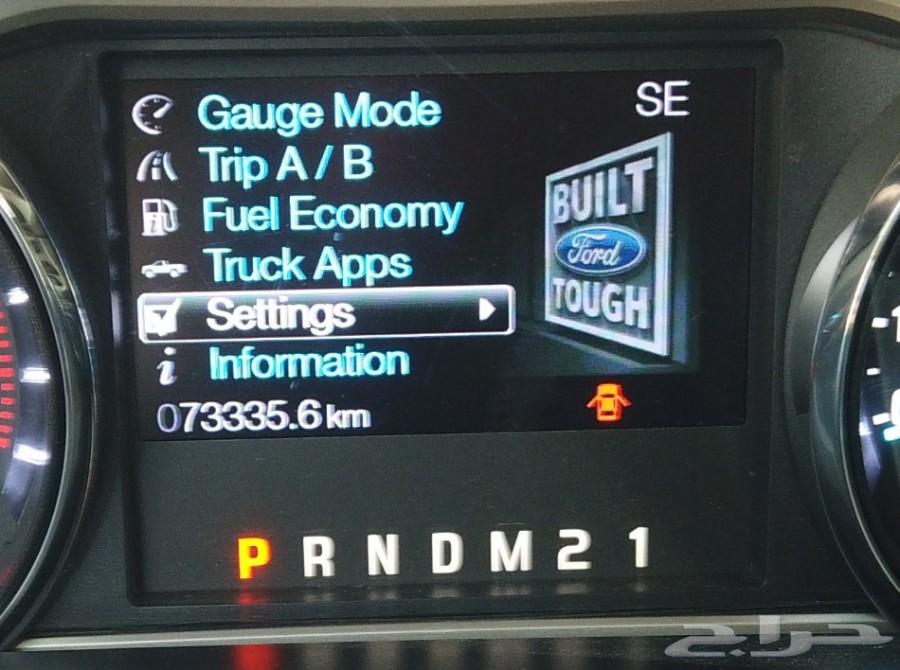 Gauge Mode
SE
Trip A / B
Fuel Economy
Truck Apps
Settings
Information
BUILT
Ford
TOUGH
073335.6 km
P R N D M 2 1
حراج